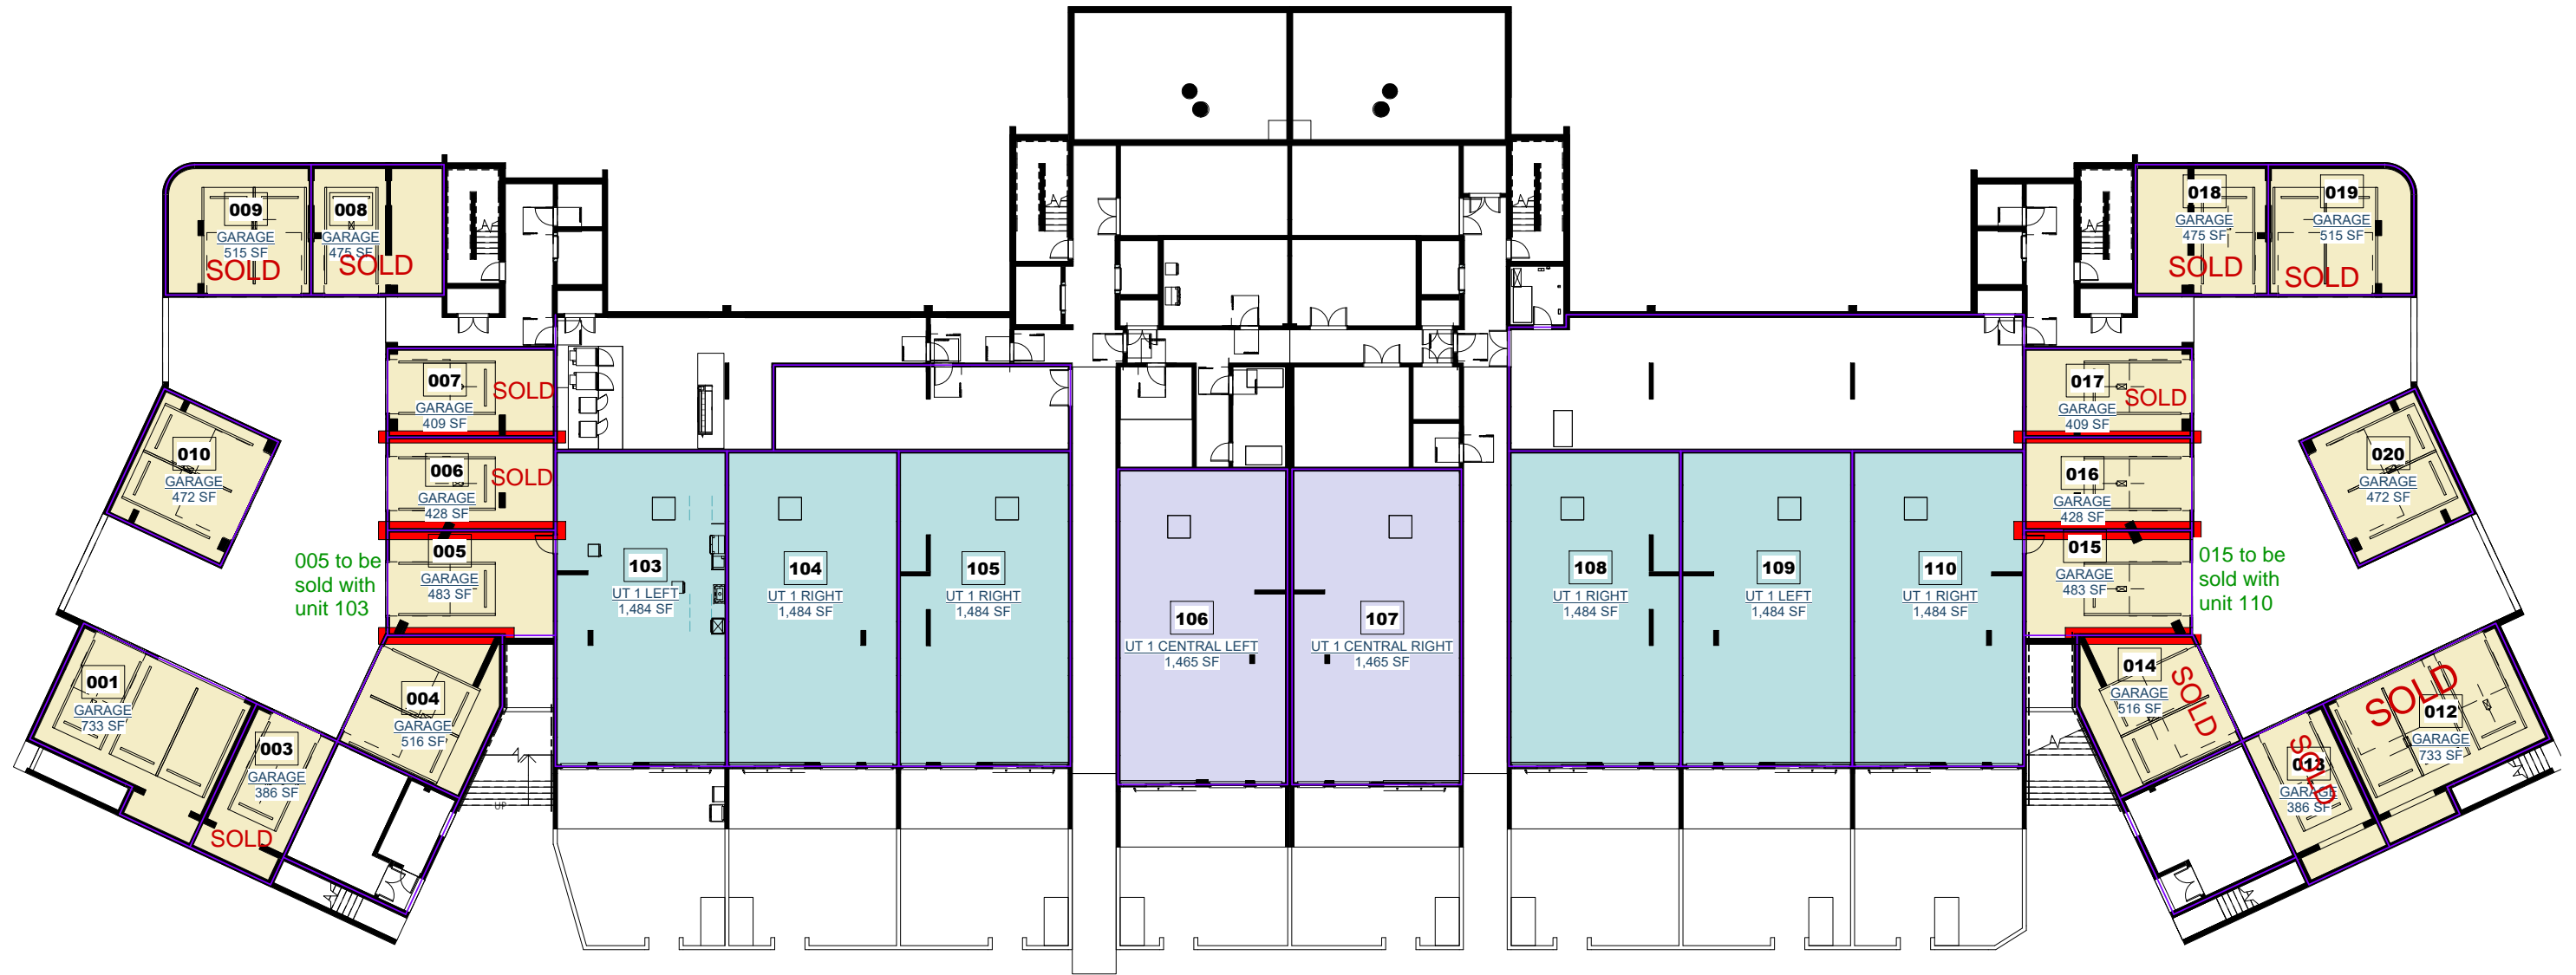 009
GARAGE
515 SF
SOLD
008
GARAGE
475 SF
SOLD
018
GARAGE
475 SF
SOLD
019
GARAGE
515 SF
SOLD
007
GARAGE
409 SF
SOLD
017
GARAGE
409 SF
SOLD
010
GARAGE
472 SF
006
GARAGE
428 SF
SOLD
016
GARAGE
428 SF
020
GARAGE
472 SF
005 to be
sold with
unit 103
005
GARAGE
483 SF
103
UT 1 LEFT
1,484 SF
104
UT 1 RIGHT
1,484 SF
105
UT 1 RIGHT
1,484 SF
106
UT 1 CENTRAL LEFT
1,465 SF
107
UT 1 CENTRAL RIGHT
1,465 SF
108
UT 1 RIGHT
1,484 SF
109
UT 1 LEFT
1,484 SF
110
UT 1 RIGHT
1,484 SF
015
GARAGE
483 SF
015 to be
sold with
unit 110
001
GARAGE
733 SF
003
GARAGE
386 SF
SOLD
004
GARAGE
516 SF
UP
014
GARAGE
516 SF
SOLD
013
GARAGE
386 SF
SOLD
012
GARAGE
733 SF
SOLD